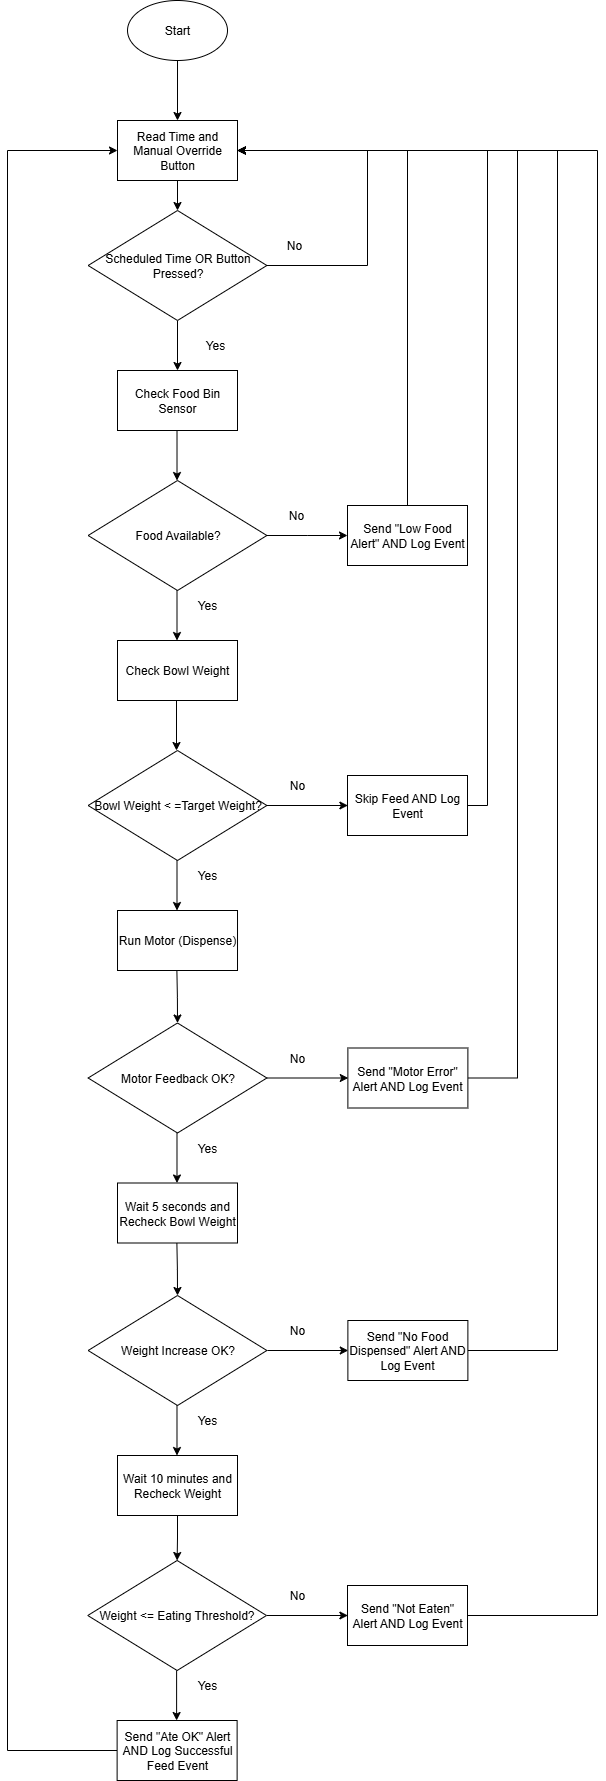 Start
Read Time and
Manual Override
Button
Scheduled Time OR Button
Pressed?
No
Yes
Check Food Bin
Sensor
Food Available?
No
Send "Low Food
Alert" AND Log Event
Yes
Check Bowl Weight
Bowl Weight < =Target Weight?
No
Skip Feed AND Log
Event
Yes
Run Motor (Dispense)
Motor Feedback OK?
No
Send "Motor Error"
Alert AND Log Event
Yes
Wait 5 seconds and
Recheck Bowl Weight
Weight Increase OK?
No
Send "No Food
Dispensed" Alert AND
Log Event
Yes
Wait 10 minutes and
Recheck Weight
Weight <= Eating Threshold?
No
Send "Not Eaten"
Alert AND Log Event
Yes
Send "Ate OK" Alert
AND Log Successful
Feed Event